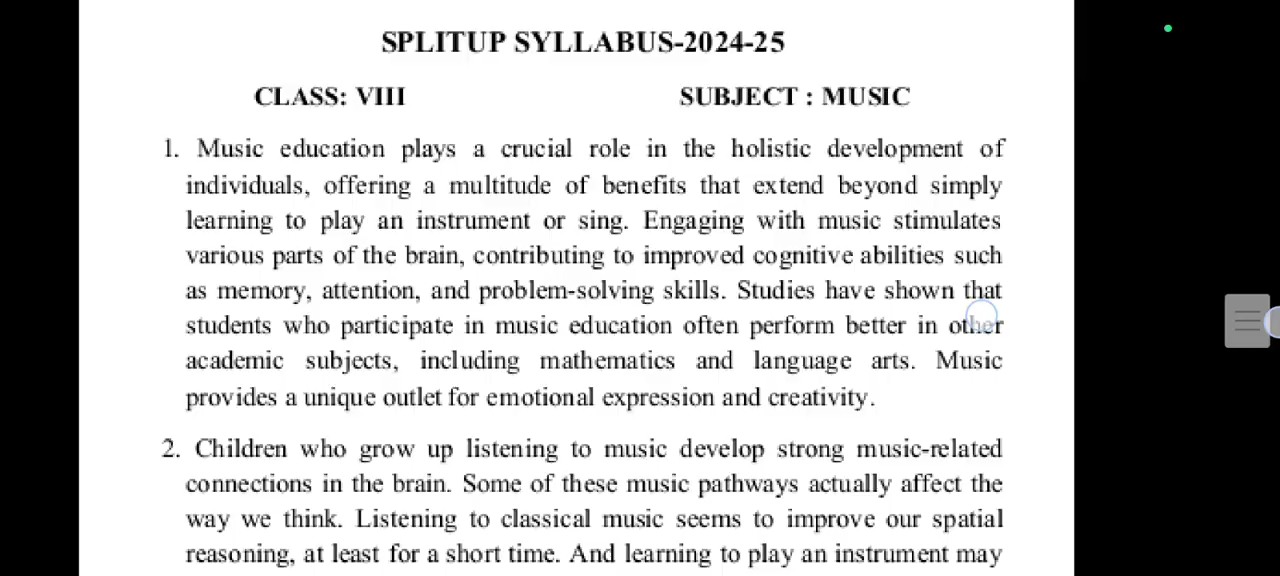 SPLITUP SYLLABUS-2024-25
CLASS: VIII SUBJECT : MUSIC
1. Music education plays a crucial role in the holistic development of
individuals, offering a multitude of benefits that extend beyond simply
learning to play an instrument or sing. Engaging with music stimulates
various parts of the brain, contributing to improved cognitive abilities such
as memory, attention, and problem-solving skills. Studies have shown that
students who participate in music education often perform better in other
academic subjects, including mathematics and language arts. Music
provides a unique outlet for emotional expression and creativity.
2. Children who grow up listening to music develop strong music-related
connections in the brain. Some of these music pathways actually affect the
way we think. Listening to classical music seems to improve our spatial
reasoning, at least for a short time. And learning to play an instrument may